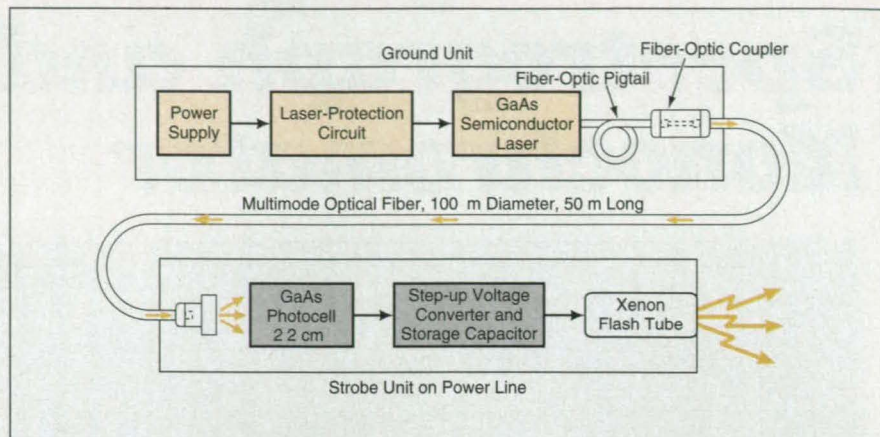 Ground Unit
Fiber-Optic Coupler
Fiber-Optic Pigtail
Power
Supply
Laser-Protection
Circuit
GaAs
Semiconductor
Laser
Multimode Optical Fiber, 100 m Diameter, 50 m Long
GaAs
Photocell
2 2 cm
Step-up Voltage
Converter and
Storage Capacitor
Xenon
Flash Tube
Strobe Unit on Power Line